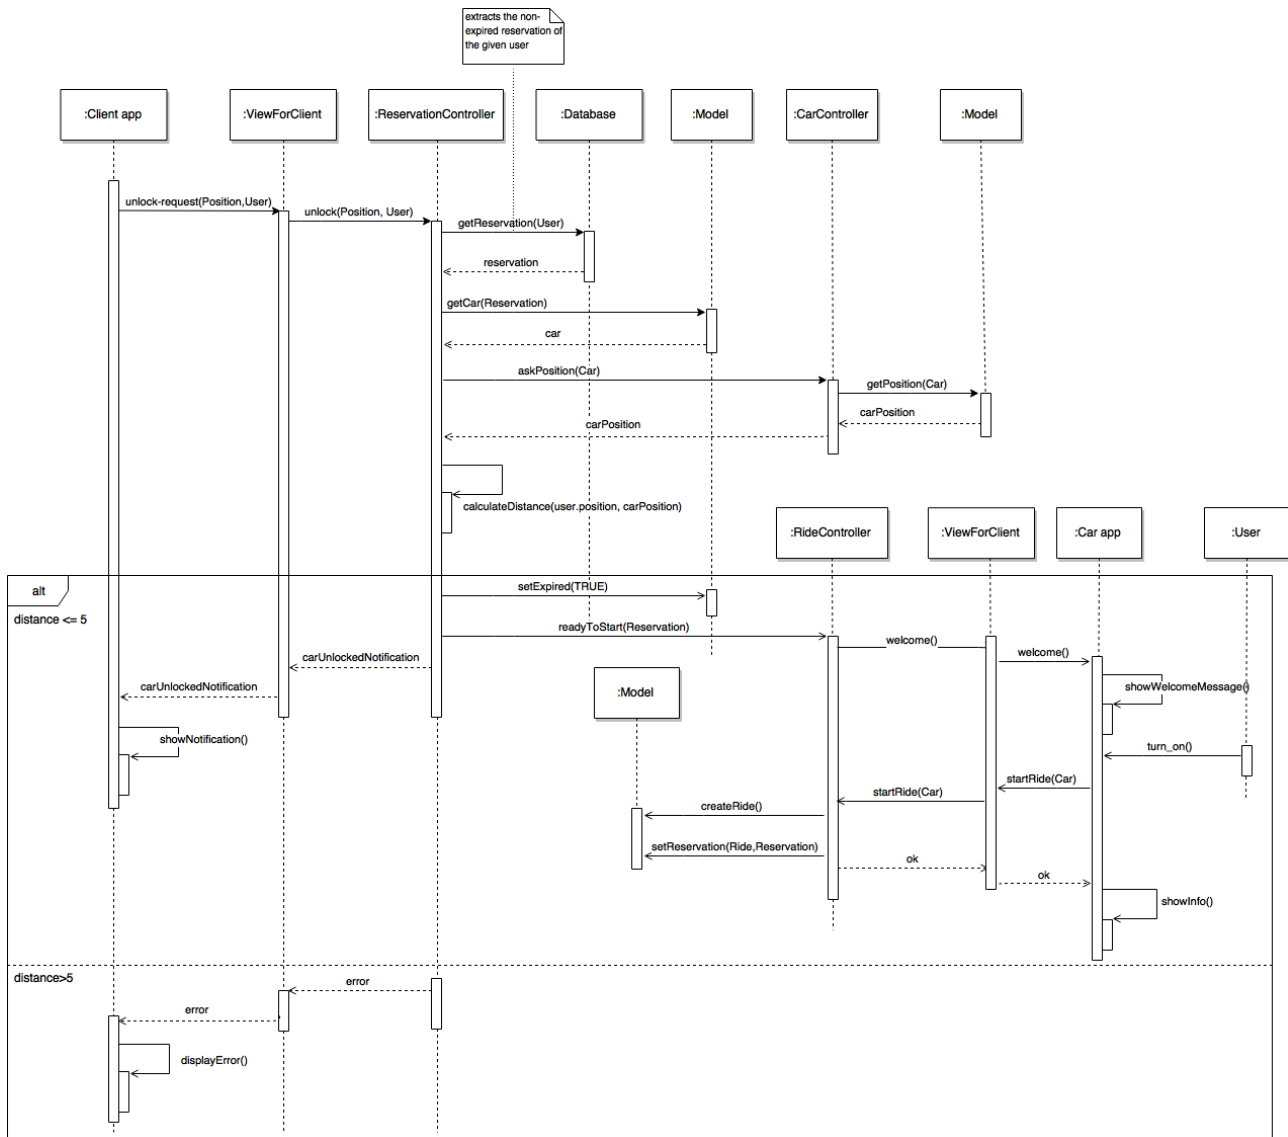 extracts the non-
expired reservation of
the given user
:Client app
:ViewForClient
:ReservationController
:Database
:Model
:CarController
:Model
unlock-request(Position,User)
unlock(Position, User)
getReservation(User)
reservation
getCar(Reservation)
car
askPosition(Car)
getPosition(Car)
carPosition
carPosition
calculateDistance(user.position, carPosition)
:RideController
:ViewForClient
:Car app
:User
alt
distance <= 5
setExpired(TRUE)
readyToStart(Reservation)
welcome()
welcome()
carUnlockedNotification
carUnlockedNotification
:Model
showWelcomeMessage()
showNotification()
turn_on()
startRide(Car)
startRide(Car)
createRide()
setReservation(Ride,Reservation)
ok
ok
showInfo()
distance>5
error
error
displayError()